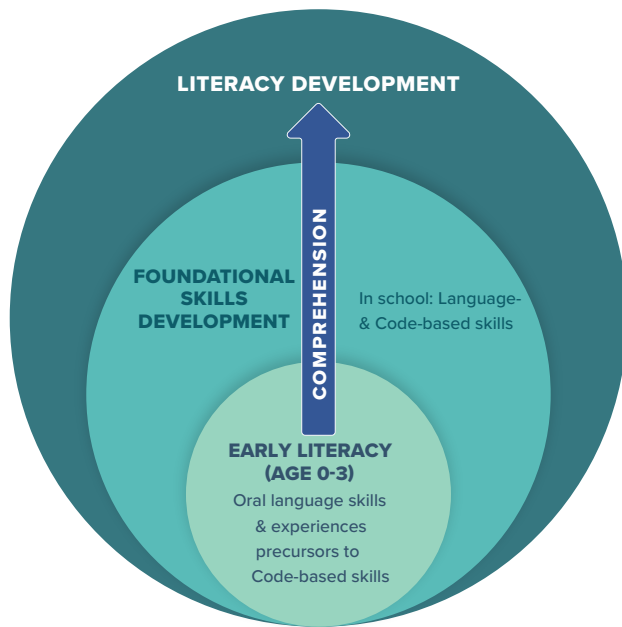 LITERACY DEVELOPMENT
COMPREHENSION
FOUNDATIONAL
SKILLS
DEVELOPMENT
In school: Language-
& Code-based skills
EARLY LITERACY
(AGE 0-3)
Oral language skills
& experiences
precursors to
Code-based skills